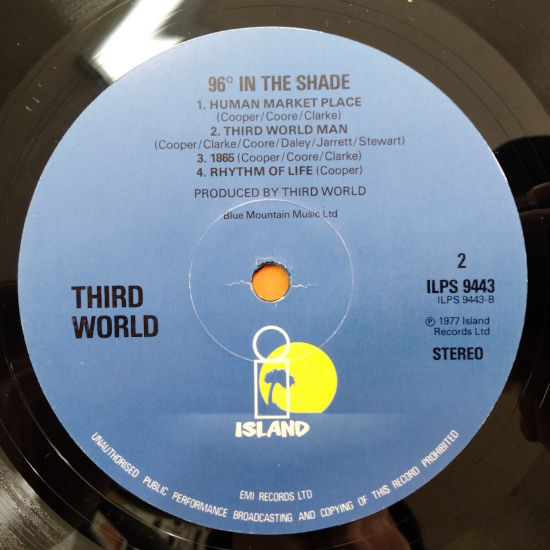 96° IN THE SHADE
1. HUMAN MARKET PLACE
(Cooper/Coore/Clarke)
2. THIRD WORLD MAN
(Cooper/Clarke/Coore/Daley/Jarrett/Stewart)
3. 1865 (Cooper/Coore/Clarke)
4. RHYTHM OF LIFE (Cooper)
PRODUCED BY THIRD WORLD
Blue Mountain Music Ltd
THIRD
WORLD
2
ILPS 9443
ILPS 9443-B
Ⓟ 1977 Island
Records Ltd
STEREO
ISLAND
EMI RECORDS LTD
UNAUTHORISED PUBLIC PERFORMANCE BROADCASTING AND COPYING OF THIS RECORD PROHIBITED